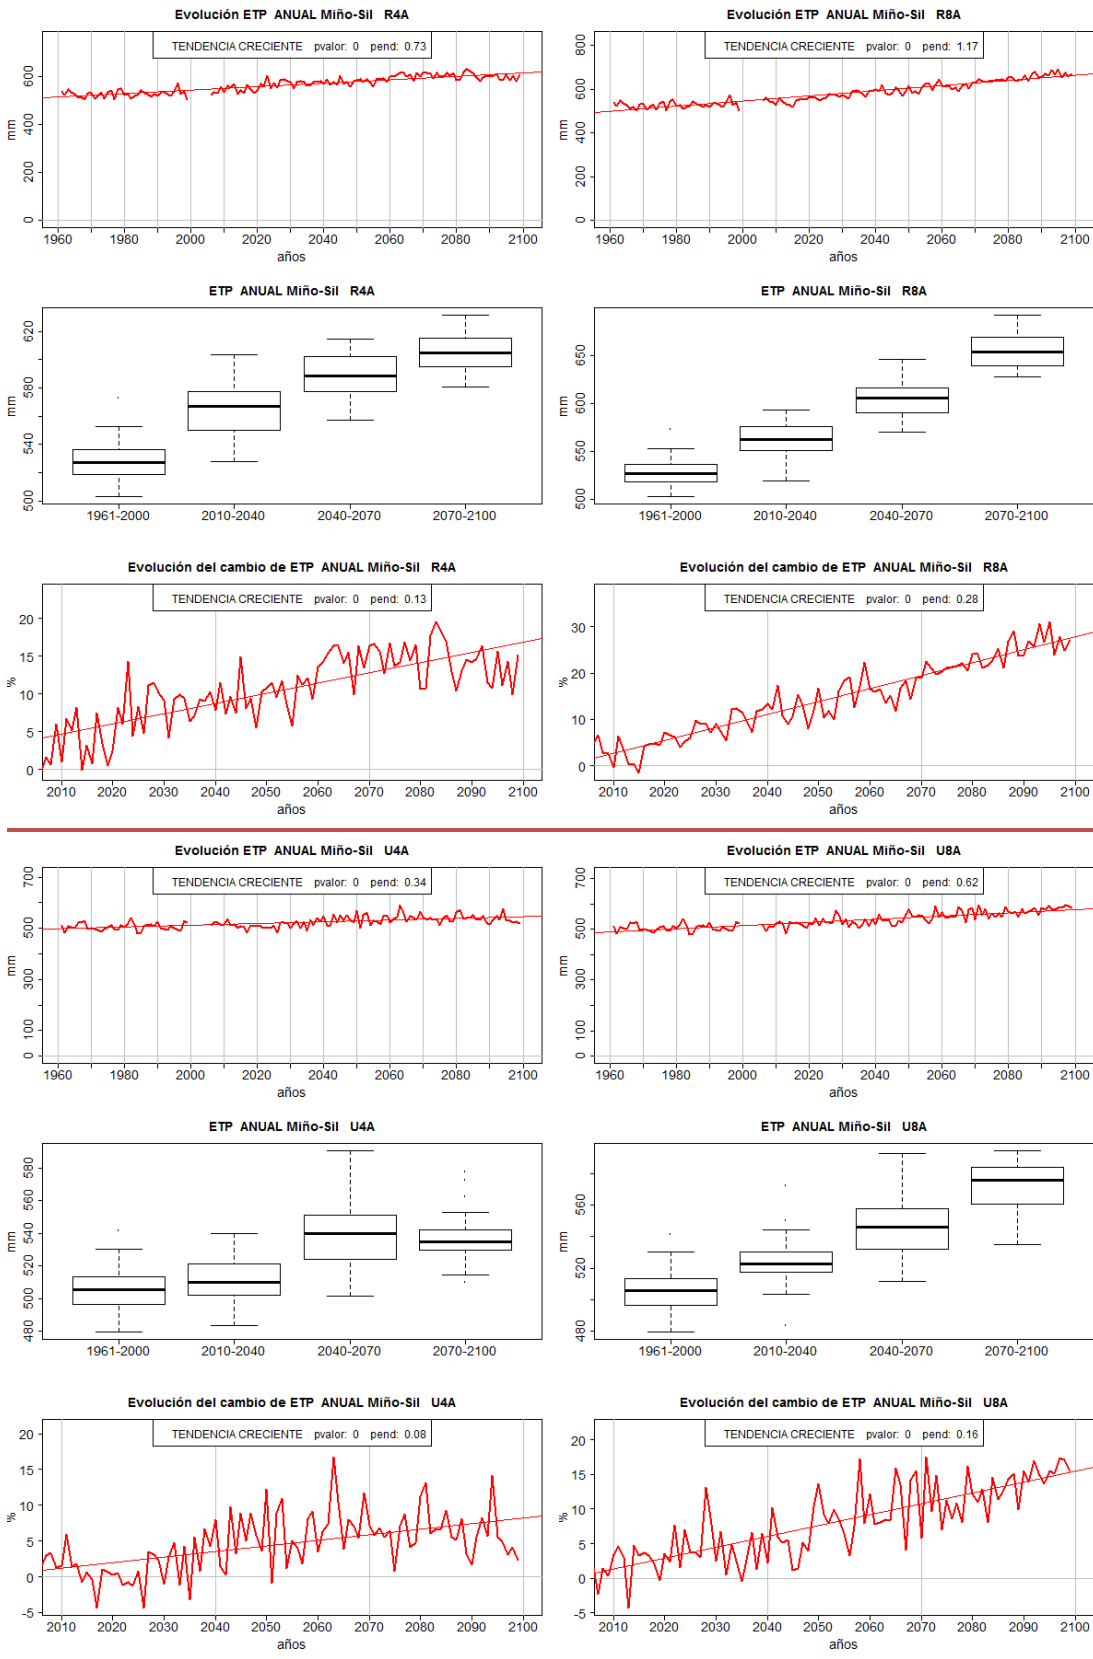 Evolución ETP ANUAL Miño-Sil R4A
TENDENCIA CRECIENTE pvalor: 0 pend: 0.73
mm
0 200 400 600
1960 1980 2000 2020 2040 2060 2080 2100
años
Evolución ETP ANUAL Miño-Sil R8A
TENDENCIA CRECIENTE pvalor: 0 pend: 1.17
mm
0 200 400 600 800
1960 1980 2000 2020 2040 2060 2080 2100
años
ETP ANUAL Miño-Sil R4A
mm
500 540 580 620
1961-2000 2010-2040 2040-2070 2070-2100
ETP ANUAL Miño-Sil R8A
mm
500 550 600 650
1961-2000 2010-2040 2040-2070 2070-2100
Evolución del cambio de ETP ANUAL Miño-Sil R4A
TENDENCIA CRECIENTE pvalor: 0 pend: 0.13
%
20
15
10
5
0
2010 2020 2030 2040 2050 2060 2070 2080 2090 2100
años
Evolución del cambio de ETP ANUAL Miño-Sil R8A
TENDENCIA CRECIENTE pvalor: 0 pend: 0.28
%
30
20
10
0
2010 2020 2030 2040 2050 2060 2070 2080 2090 2100
años
Evolución ETP ANUAL Miño-Sil U4A
TENDENCIA CRECIENTE pvalor: 0 pend: 0.34
mm
0 100 300 500 700
1960 1980 2000 2020 2040 2060 2080 2100
años
Evolución ETP ANUAL Miño-Sil U8A
TENDENCIA CRECIENTE pvalor: 0 pend: 0.62
mm
0 100 300 500 700
1960 1980 2000 2020 2040 2060 2080 2100
años
ETP ANUAL Miño-Sil U4A
mm
480 500 520 540 560 580
1961-2000 2010-2040 2040-2070 2070-2100
ETP ANUAL Miño-Sil U8A
mm
480 520 560
1961-2000 2010-2040 2040-2070 2070-2100
Evolución del cambio de ETP ANUAL Miño-Sil U4A
TENDENCIA CRECIENTE pvalor: 0 pend: 0.08
%
20
15
10
5
0
-5
2010 2020 2030 2040 2050 2060 2070 2080 2090 2100
años
Evolución del cambio de ETP ANUAL Miño-Sil U8A
TENDENCIA CRECIENTE pvalor: 0 pend: 0.16
%
20
15
10
5
0
-5
2010 2020 2030 2040 2050 2060 2070 2080 2090 2100
años